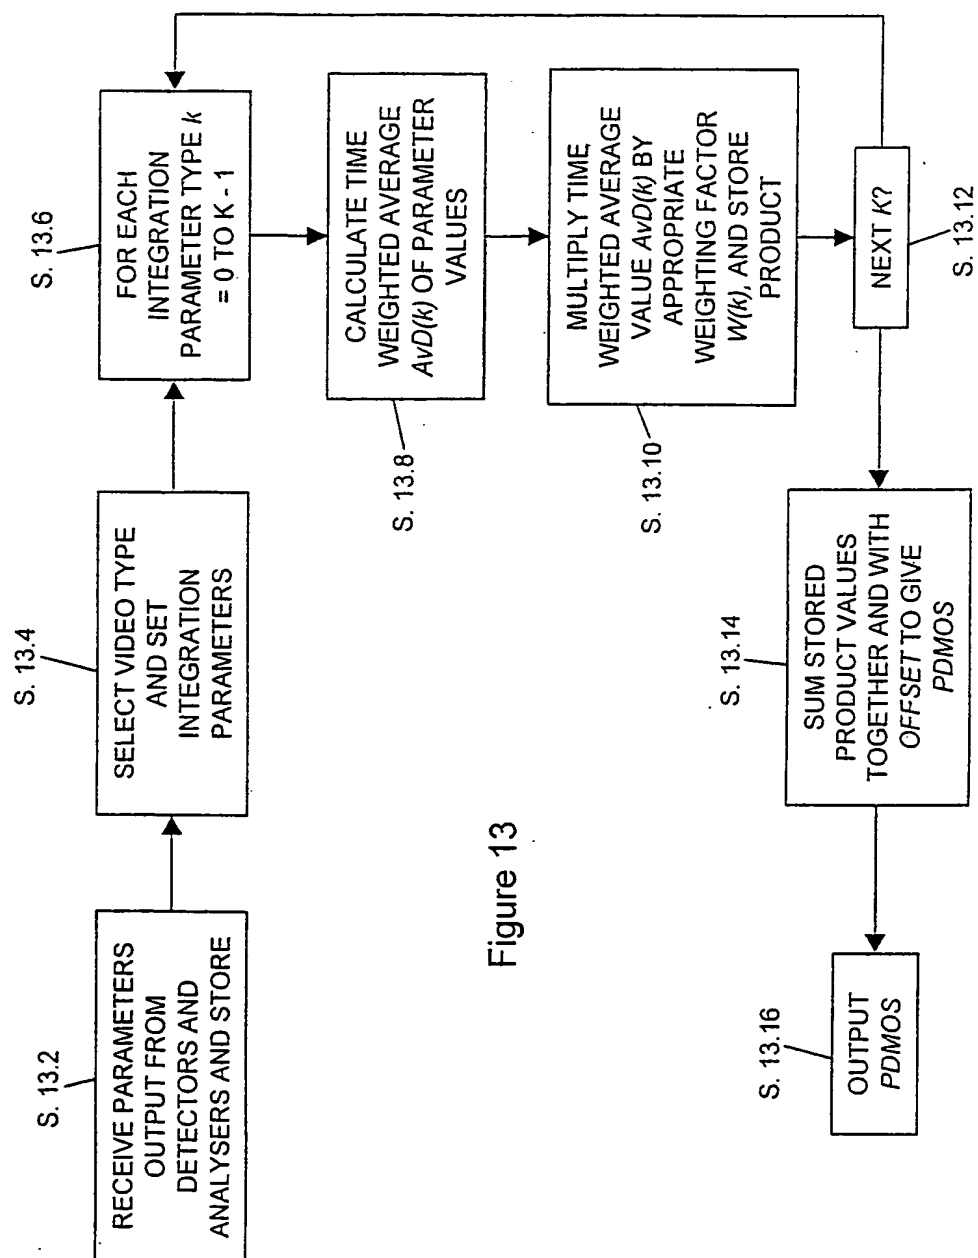 S. 13.2
RECEIVE PARAMETERS
OUTPUT FROM
DETECTORS AND
ANALYSERS AND STORE
S. 13.4
SELECT VIDEO TYPE
AND SET
INTEGRATION
PARAMETERS
S. 13.6
FOR EACH
INTEGRATION
PARAMETER TYPE k
= 0 TO K - 1
S. 13.8
CALCULATE TIME
WEIGHTED AVERAGE
AvD(k) OF PARAMETER
VALUES
S. 13.10
MULTIPLY TIME
WEIGHTED AVERAGE
VALUE AvD(k) BY
APPROPRIATE
WEIGHTING FACTOR
W(k), AND STORE
PRODUCT
NEXT K?
S. 13.12
S. 13.14
SUM STORED
PRODUCT VALUES
TOGETHER AND WITH
OFFSET TO GIVE
PDMOS
S. 13.16
OUTPUT
PDMOS
Figure 13